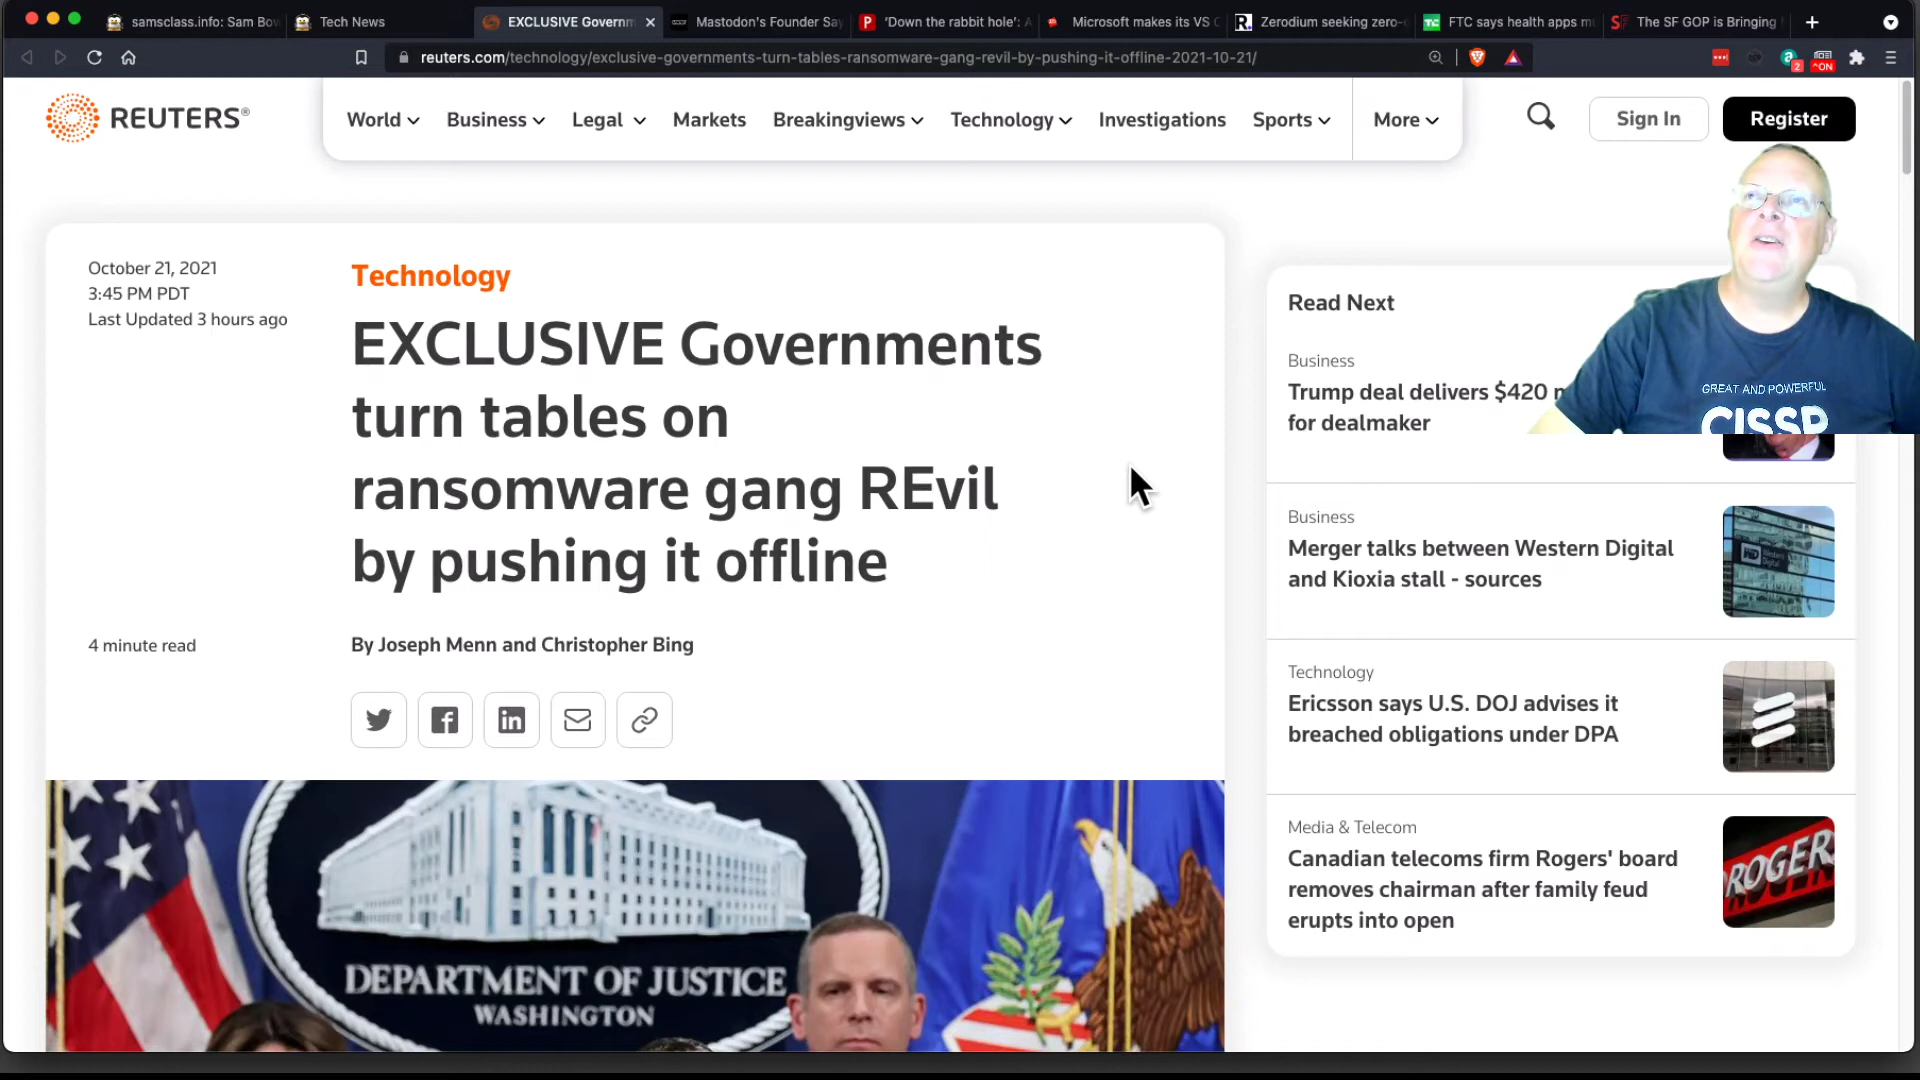 samsclass.info: Sam Bow
Tech News
EXCLUSIVE Governm
Mastodon's Founder Say
'Down the rabbit hole': A
Microsoft makes its VS C
Zerodium seeking zero-
FTC says health apps m
The SF GOP is Bringing
reuters.com/technology/exclusive-governments-turn-tables-ransomware-gang-revil-by-pushing-it-offline-2021-10-21/
2
^ON
REUTERS®
World
Business
Legal
Markets
Breakingviews
Technology
Investigations
Sports
More
Sign In
Register
October 21, 2021
3:45 PM PDT
Last Updated 3 hours ago
Technology
EXCLUSIVE Governments
turn tables on
ransomware gang REvil
by pushing it offline
4 minute read
By Joseph Menn and Christopher Bing
DEPARTMENT OF JUSTICE
WASHINGTON
Read Next
Business
Trump deal delivers $420 m
for dealmaker
GREAT AND POWERFUL
CISSP
Business
Merger talks between Western Digital
and Kioxia stall - sources
WD
Technology
Ericsson says U.S. DOJ advises it
breached obligations under DPA
Media & Telecom
Canadian telecoms firm Rogers' board
removes chairman after family feud
erupts into open
ROGER